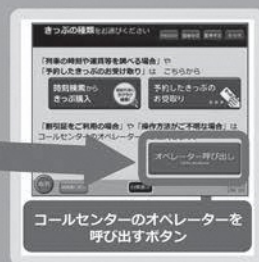 きっぷの種類をお選びください
「列車の時刻や運賃等を調べる場合」や
「予約したきっぷのお受取り」は こちらから
時刻検索から
きっぷ購入
予約したきっぷの
お受取り
「割引証をご利用の場合」や「操作方法がご不明な場合」は
コールセンターのオペレーター
オペレーター呼び出し
コールセンターのオペレーターを
呼び出すボタン